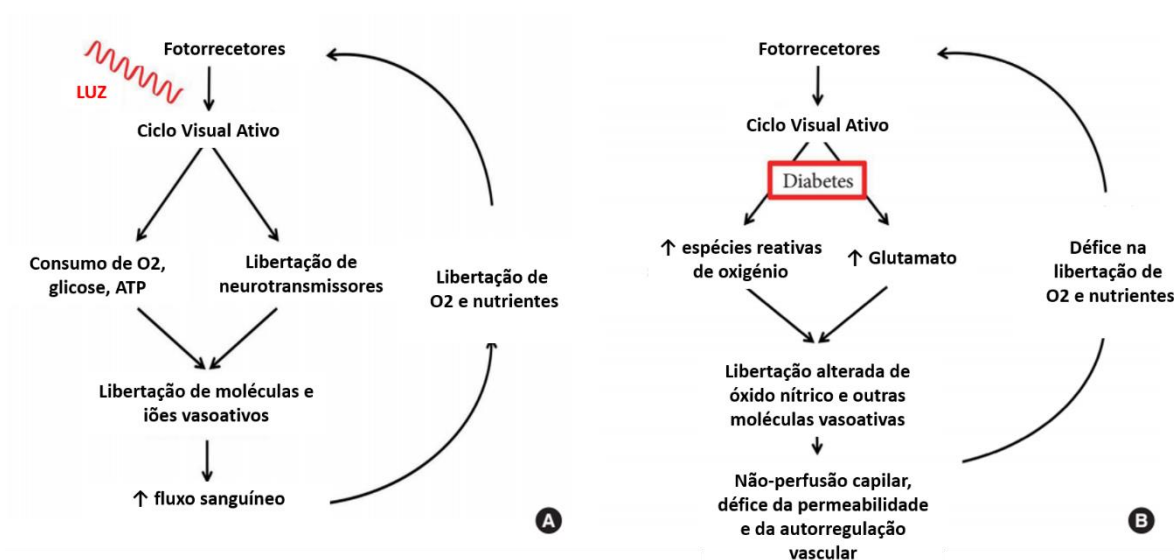 Fotorrecetores
LUZ
Ciclo Visual Ativo
Consumo de O2,
glicose, ATP
Libertação de
neurotransmissores
Libertação de
O2 e nutrientes
Libertação de moléculas e
iões vasoativos
↑ fluxo sanguíneo
A
Fotorrecetores
Ciclo Visual Ativo
Diabetes
↑ espécies reativas
de oxigénio
↑ Glutamato
Défice na
libertação de
O2 e nutrientes
Libertação alterada de
óxido nítrico e outras
moléculas vasoativas
Não-perfusão capilar,
défice da permeabilidade
e da autorregulação
vascular
B